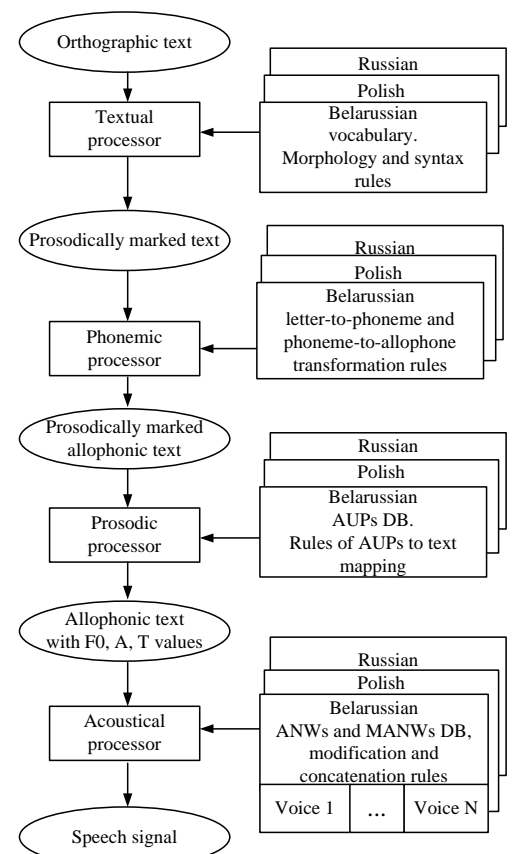 Orthographic text
Russian
Polish
Textual
processor
Belarussian
vocabulary.
Morphology and syntax
rules
Prosodically marked text
Russian
Polish
Phonemic
processor
Belarussian
letter-to-phoneme and
phoneme-to-allophone
transformation rules
Prosodically marked
allophonic text
Russian
Polish
Prosodic
processor
Belarussian
AUPs DB.
Rules of AUPs to text
mapping
Allophonic text
with F0, A, T values
Russian
Polish
Acoustical
processor
Belarussian
ANWs and MANWs DB,
modification and
concatenation rules
Voice 1 ... Voice N
Speech signal